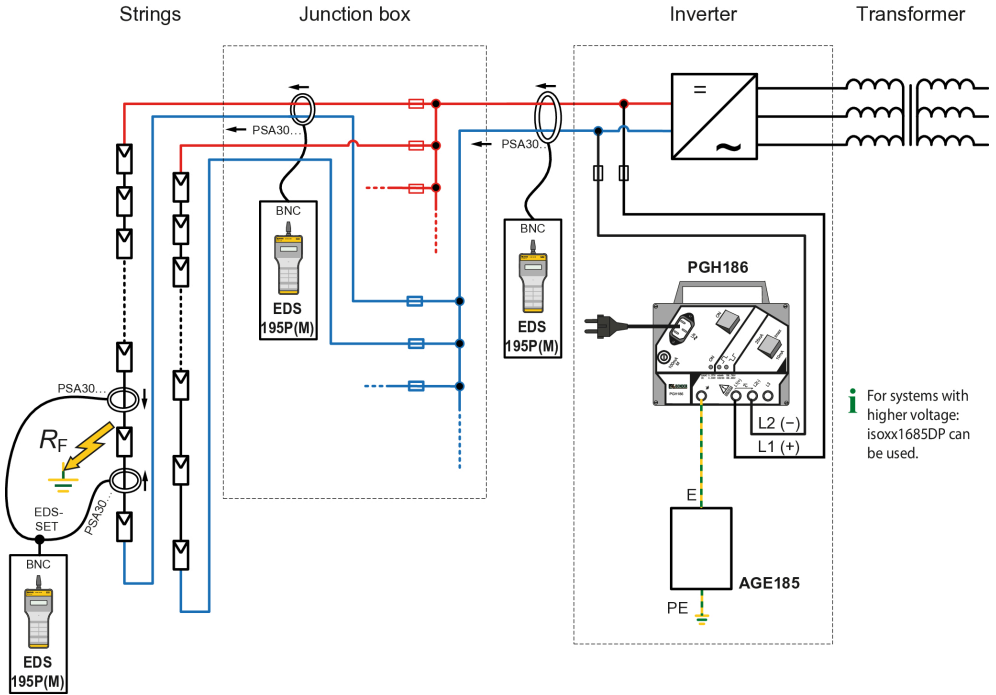 Strings
Junction box
Inverter
Transformer
PSA30…
PSA30…
BNC
EDS
195P(M)
BNC
EDS
195P(M)
PGH186
PSA30…
RF
PSA30…
EDS-
SET
BNC
EDS
195P(M)
L2 (−)
L1 (+)
E
AGE185
PE
i
For systems with
higher voltage:
isoxx1685DP can
be used.